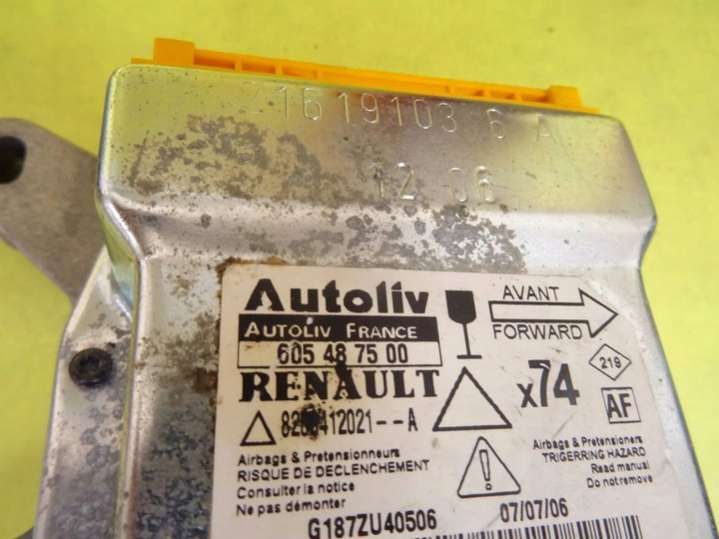 21619103 6 A
12 06
Autoliv
AVANT
AUTOLIV FRANCE
FORWARD
605 48 75 00
RENAULT
x74
219
412021--A
AF
Airbags & Pretensionneurs
RISQUE DE DECLENCHEMENT
Consulter la notice
Ne pas démonter
Airbags & Pretensioners
TRIGERRING HAZARD
Read manual
Do not remove
G187ZU40506
07/07/06